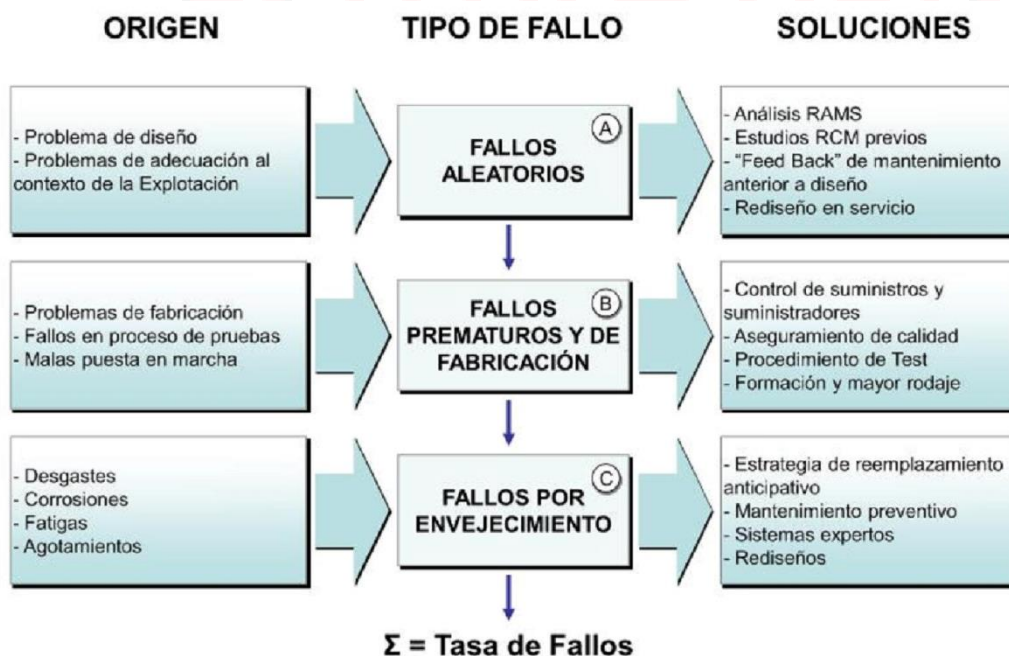 ORIGEN
TIPO DE FALLO
SOLUCIONES
- Problema de diseño
- Problemas de adecuación al
contexto de la Explotación
A
FALLOS
ALEATORIOS
- Análisis RAMS
- Estudios RCM previos
- “Feed Back” de mantenimiento
anterior a diseño
- Rediseño en servicio
- Problemas de fabricación
- Fallos en proceso de pruebas
- Malas puesta en marcha
B
FALLOS
PREMATUROS Y DE
FABRICACIÓN
- Control de suministros y
suministradores
- Aseguramiento de calidad
- Procedimiento de Test
- Formación y mayor rodaje
- Desgastes
- Corrosiones
- Fatigas
- Agotamientos
C
FALLOS POR
ENVEJECIMIENTO
- Estrategia de reemplazamiento
anticipativo
- Mantenimiento preventivo
- Sistemas expertos
- Rediseños
Σ = Tasa de Fallos